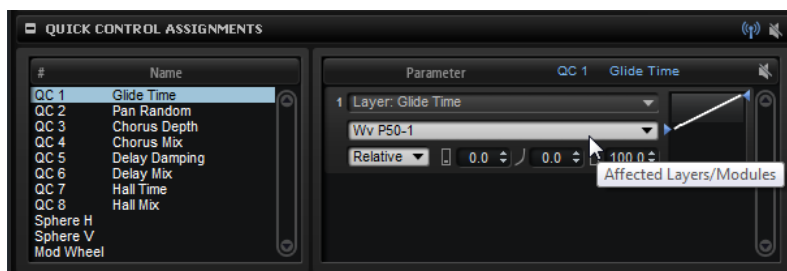 QUICK CONTROL ASSIGNMENTS
# Name
QC 1 Glide Time
QC 2 Pan Random
QC 3 Chorus Depth
QC 4 Chorus Mix
QC 5 Delay Damping
QC 6 Delay Mix
QC 7 Hall Time
QC 8 Hall Mix
Sphere H
Sphere V
Mod Wheel
Parameter QC 1 Glide Time
1 Layer: Glide Time
Wv P50-1
Relative 0.0 0.0 100.0
Affected Layers/Modules